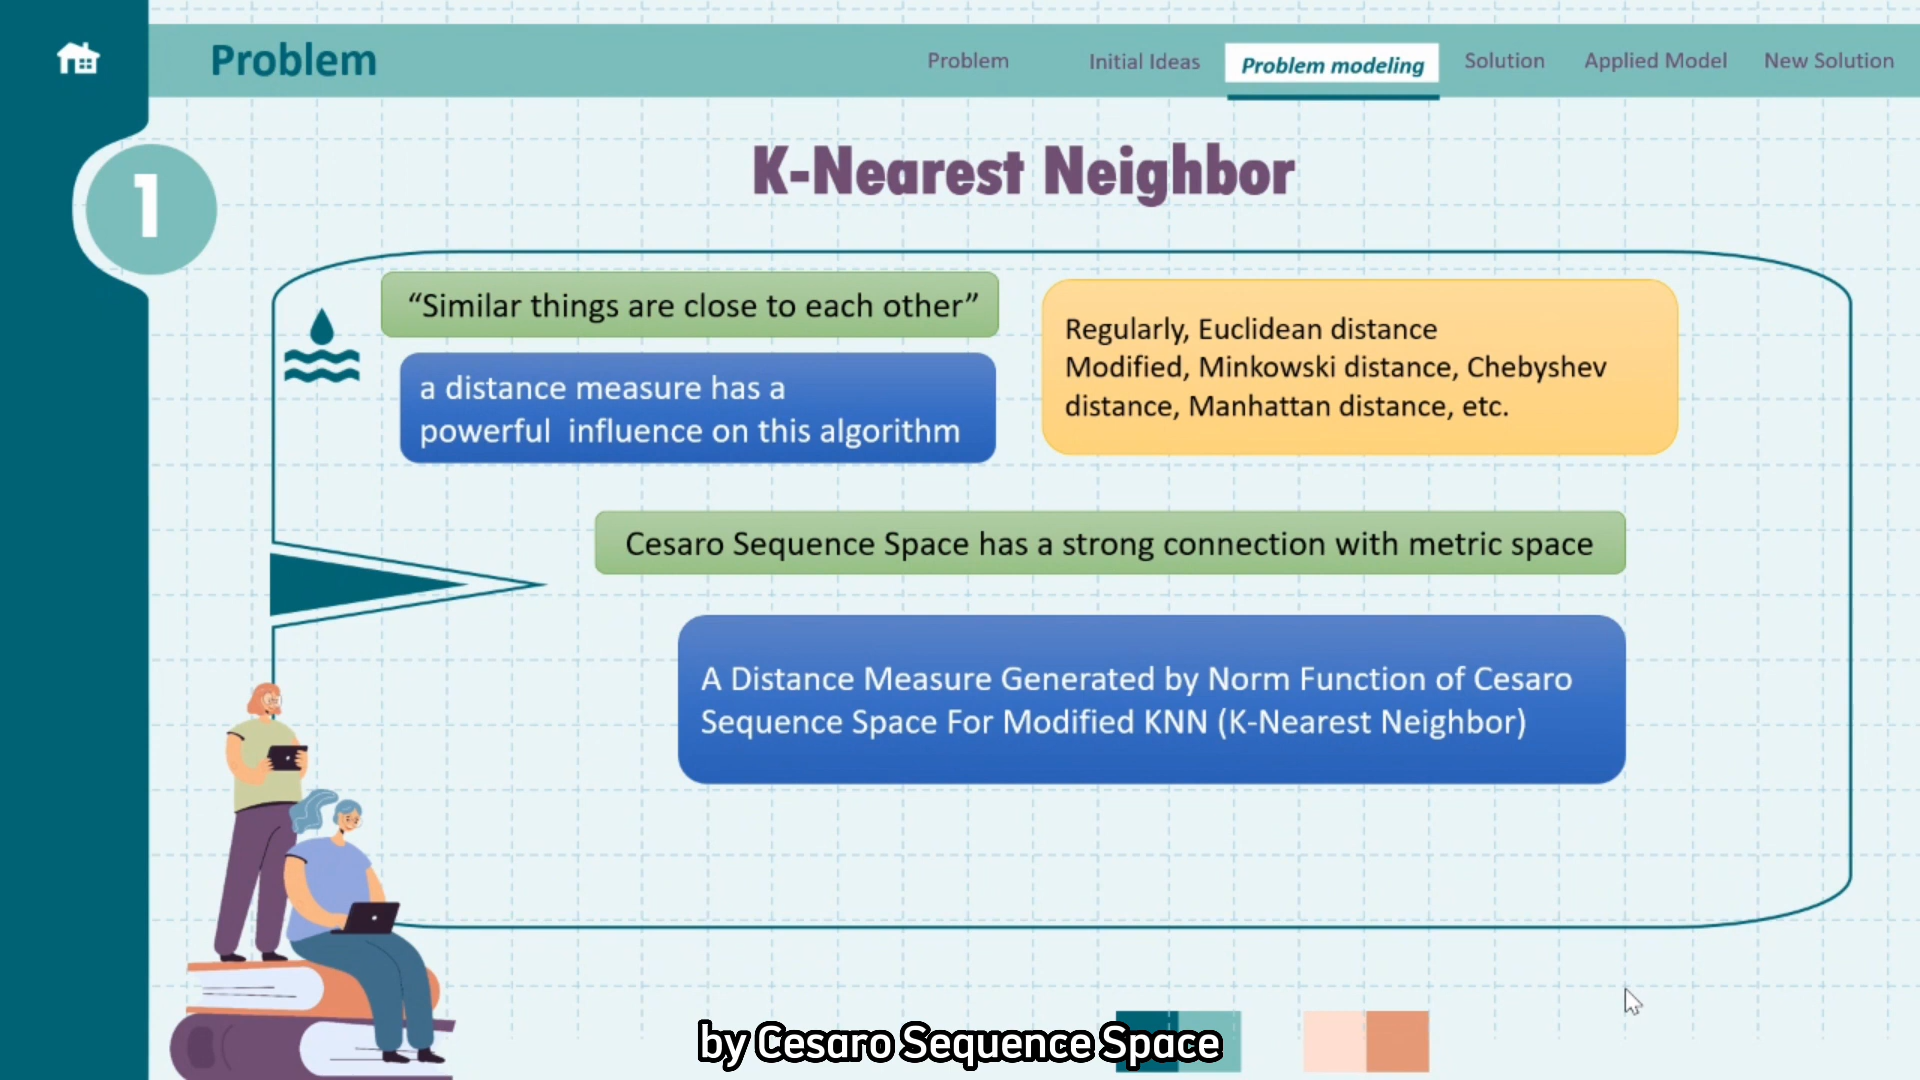 Problem
Problem
Initial Ideas
Problem modeling
Solution
Applied Model
New Solution
1
K-Nearest Neighbor
“Similar things are close to each other”
a distance measure has a
powerful influence on this algorithm
Regularly, Euclidean distance
Modified, Minkowski distance, Chebyshev
distance, Manhattan distance, etc.
Cesaro Sequence Space has a strong connection with metric space
A Distance Measure Generated by Norm Function of Cesaro
Sequence Space For Modified KNN (K-Nearest Neighbor)
by Cesaro Sequence Space